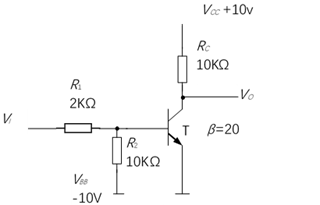 VCC +10v
RC
10KΩ
R1
2KΩ
VO
Vi
T
β=20
R2
10KΩ
VBB
-10V